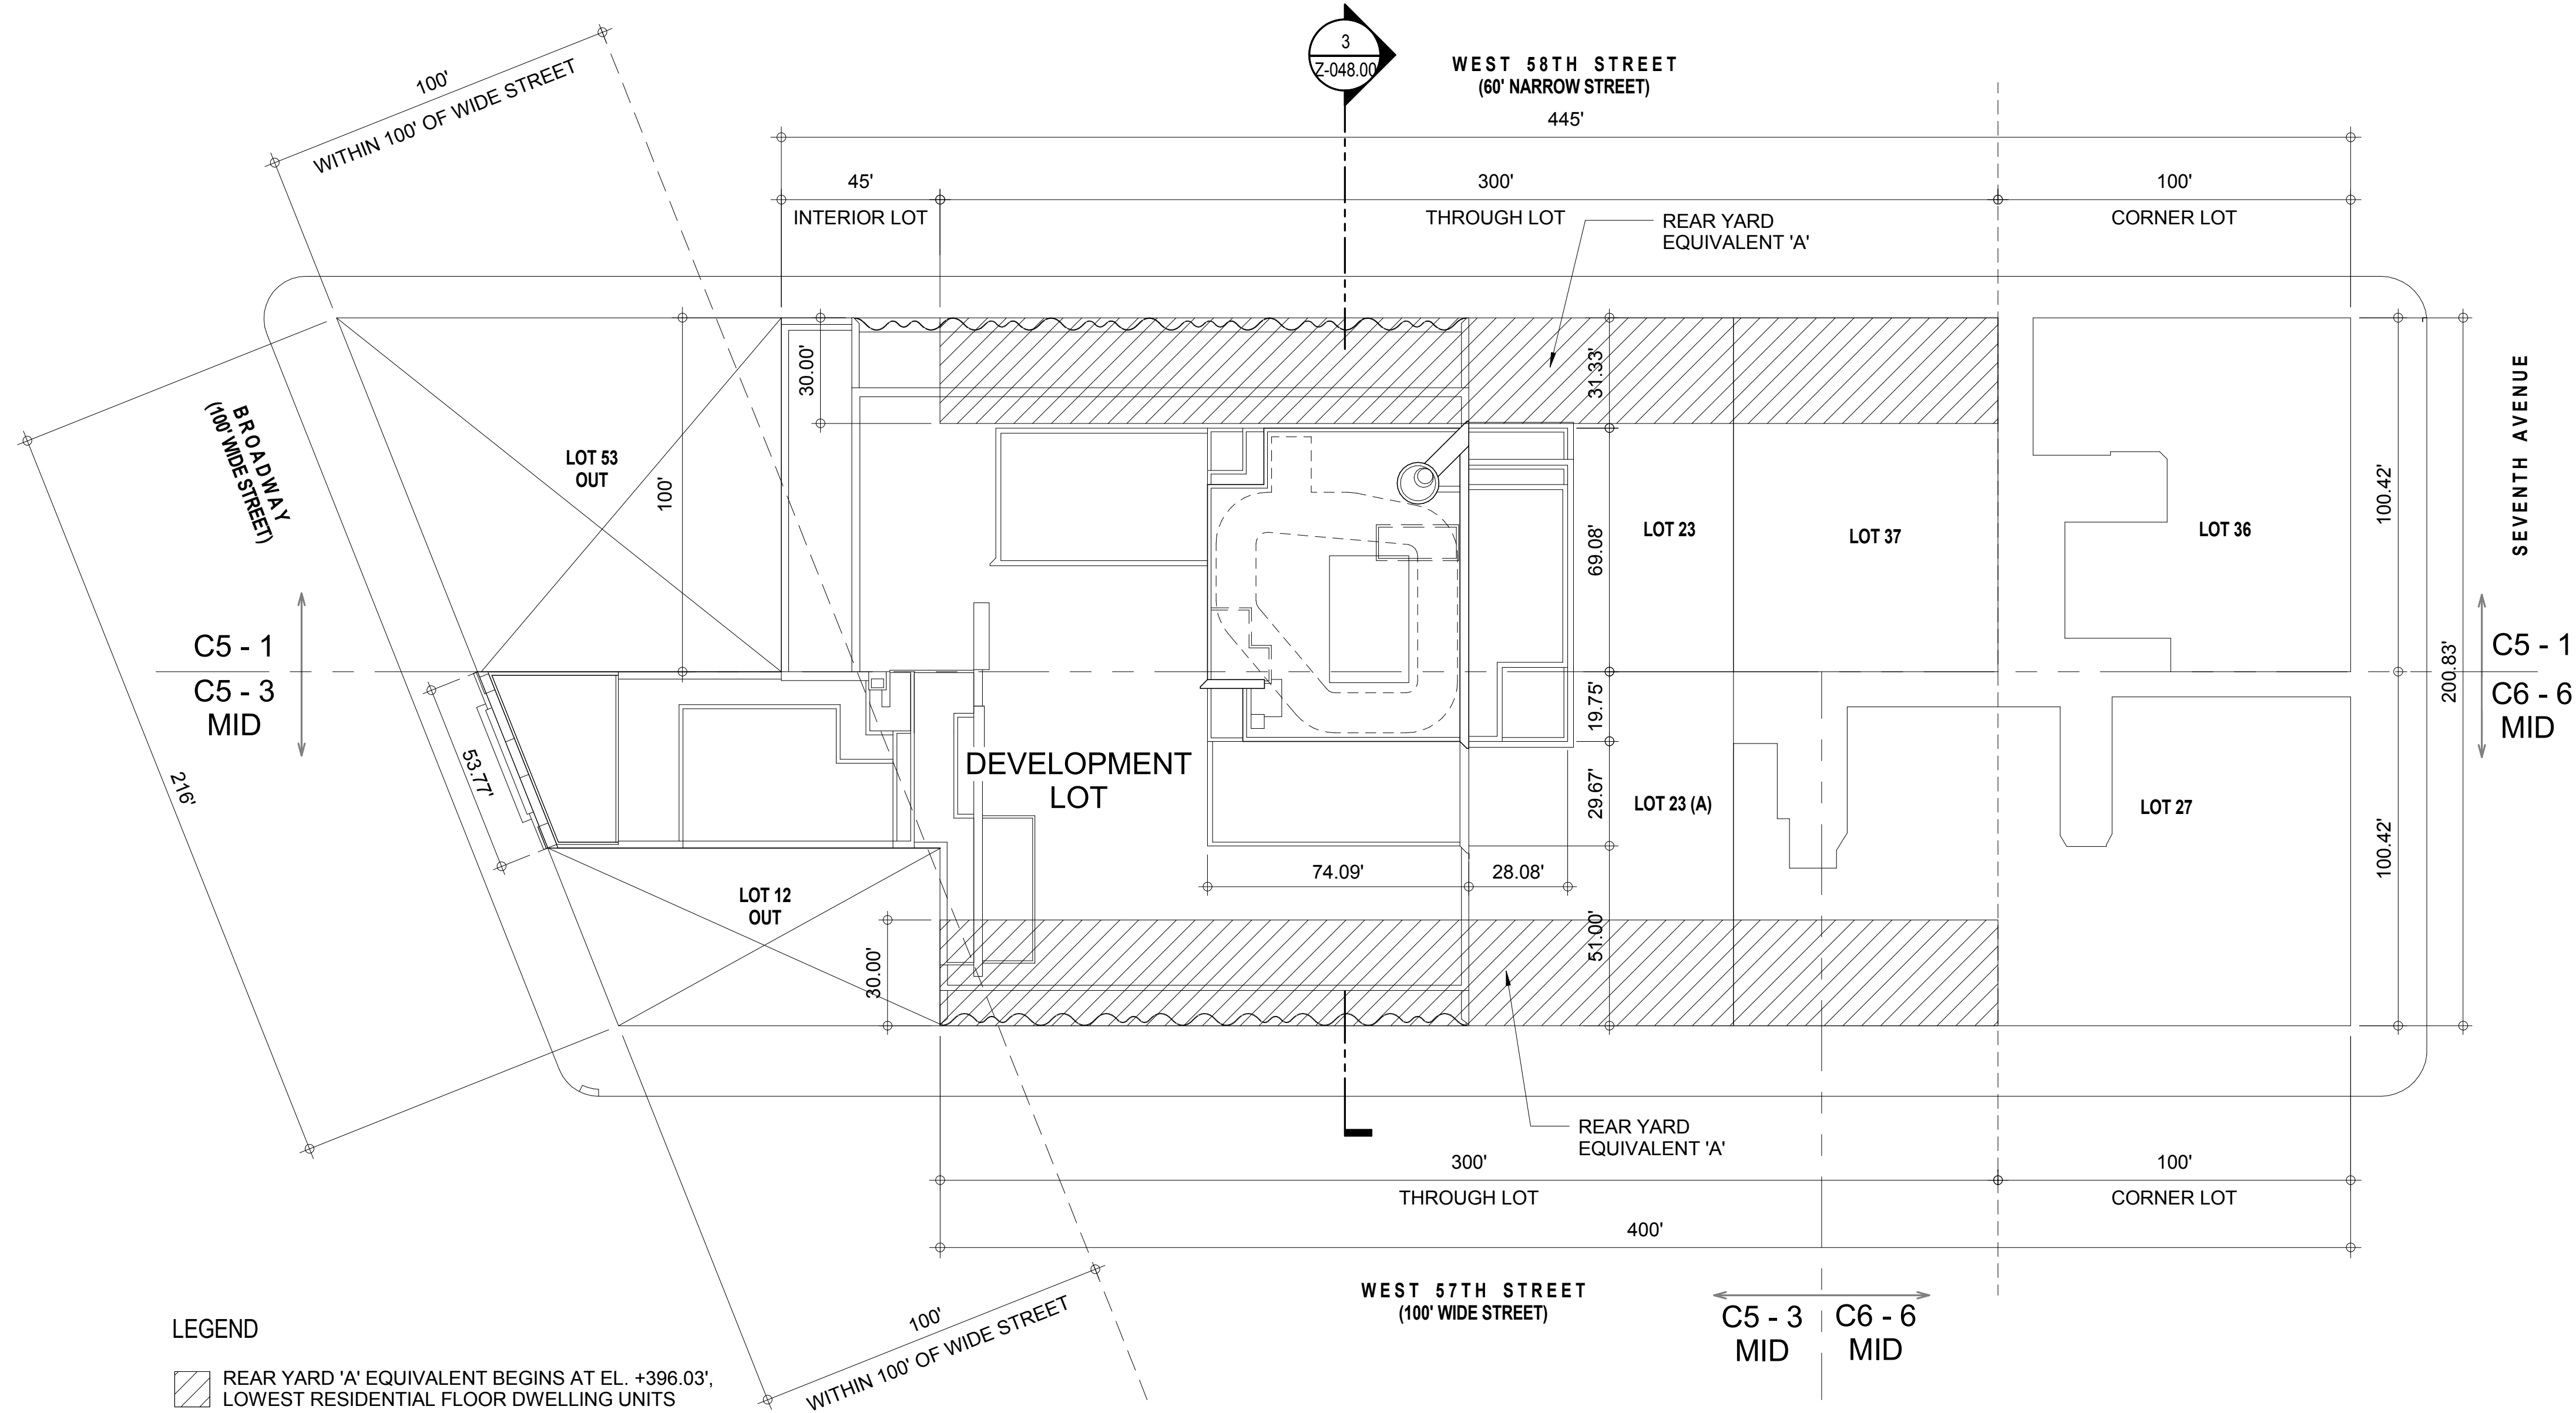 3
Z-048.00
WEST 58TH STREET
(60' NARROW STREET)
445'
100'
WITHIN 100' OF WIDE STREET
45'
300'
100'
INTERIOR LOT
THROUGH LOT
CORNER LOT
REAR YARD
EQUIVALENT 'A'
30.00'
31.33'
BROADWAY
(100' WIDE STREET)
LOT 53
OUT
100'
69.08'
LOT 23
LOT 37
LOT 36
100.42'
SEVENTH AVENUE
C5 - 1
C5 - 3
MID
200.83'
C5 - 1
C6 - 6
MID
216'
53.77'
DEVELOPMENT
LOT
19.75'
29.67'
LOT 23 (A)
LOT 27
100.42'
74.09'
28.08'
LOT 12
OUT
30.00'
51.00'
REAR YARD
EQUIVALENT 'A'
300'
100'
THROUGH LOT
CORNER LOT
400'
WEST 57TH STREET
(100' WIDE STREET)
C5 - 3
MID
C6 - 6
MID
100'
WITHIN 100' OF WIDE STREET
LEGEND
REAR YARD 'A' EQUIVALENT BEGINS AT EL. +396.03',
LOWEST RESIDENTIAL FLOOR DWELLING UNITS